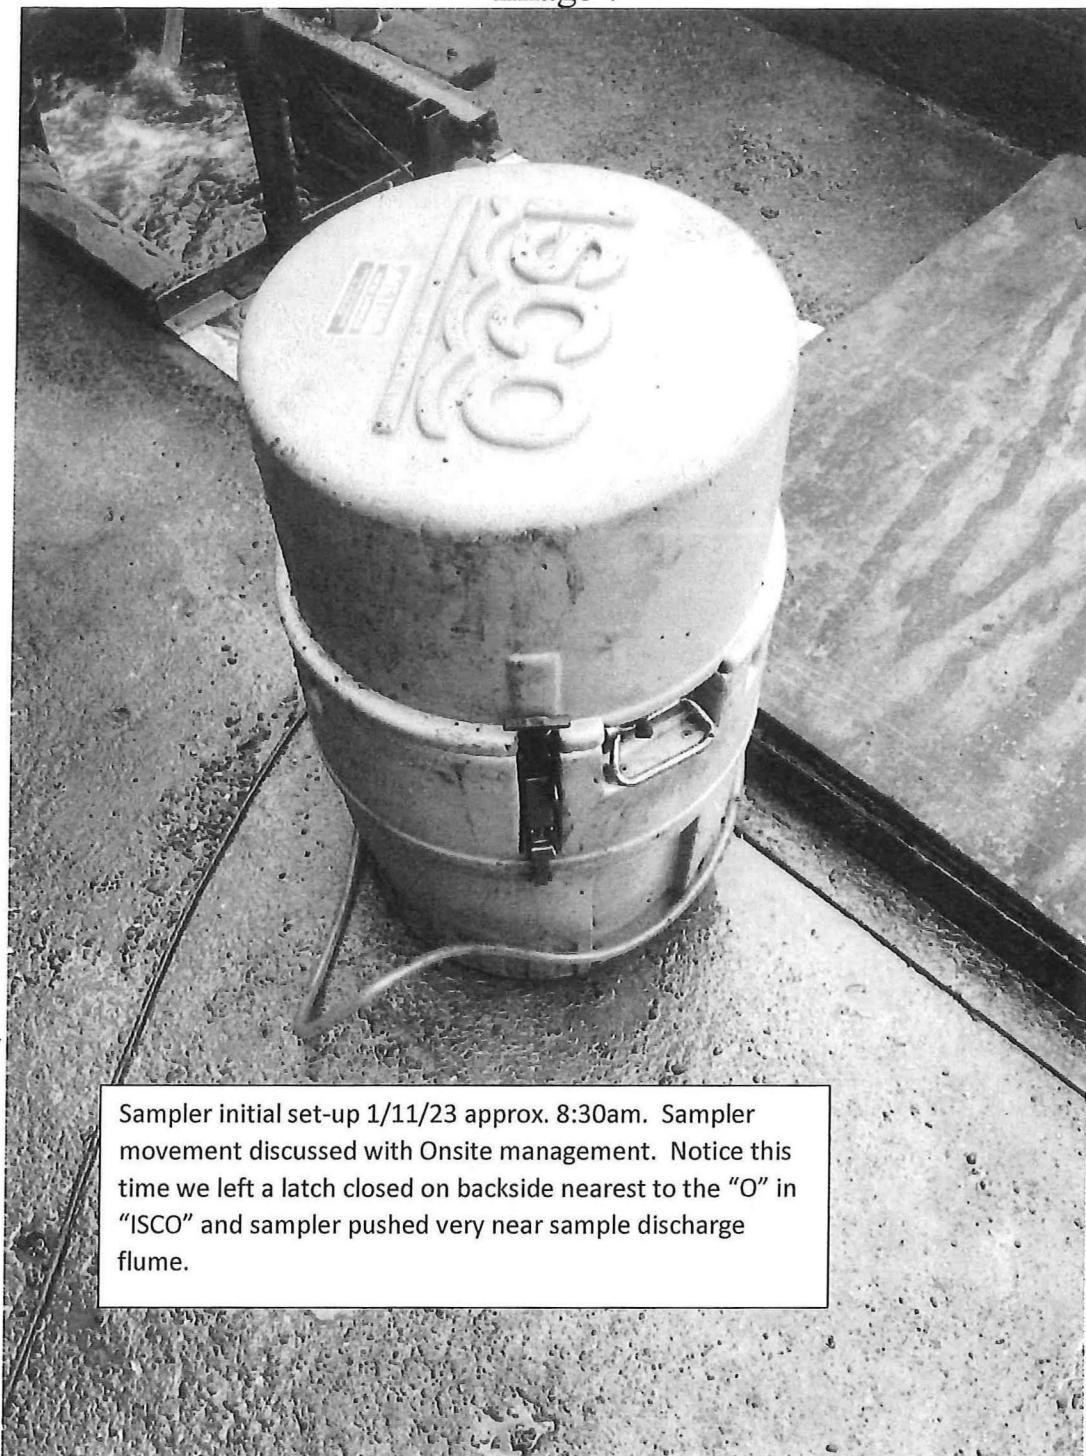 ISCO
Sampler initial set-up 1/11/23 approx. 8:30am. Sampler
movement discussed with Onsite management. Notice this
time we left a latch closed on backside nearest to the “O” in
“ISCO” and sampler pushed very near sample discharge
flume.